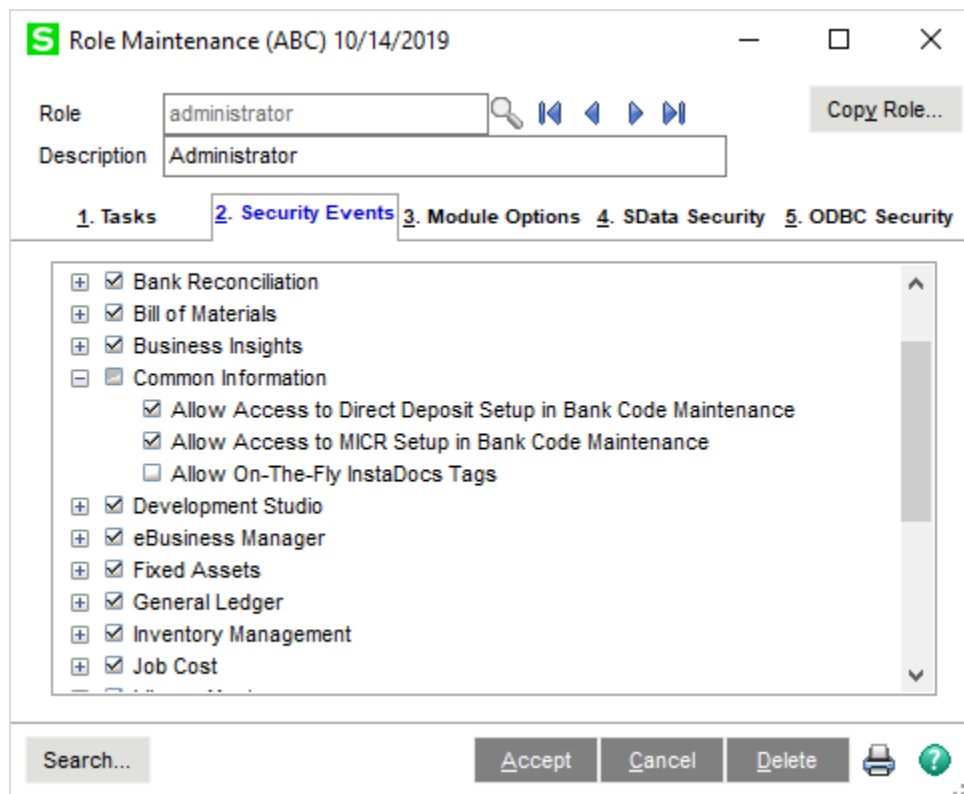 S Role Maintenance (ABC) 10/14/2019
Role administrator Copy Role...
Description Administrator
1. Tasks 2. Security Events 3. Module Options 4. SData Security 5. ODBC Security
Bank Reconciliation
Bill of Materials
Business Insights
Common Information
Allow Access to Direct Deposit Setup in Bank Code Maintenance
Allow Access to MICR Setup in Bank Code Maintenance
Allow On-The-Fly InstaDocs Tags
Development Studio
eBusiness Manager
Fixed Assets
General Ledger
Inventory Management
Job Cost
Search... Accept Cancel Delete ?